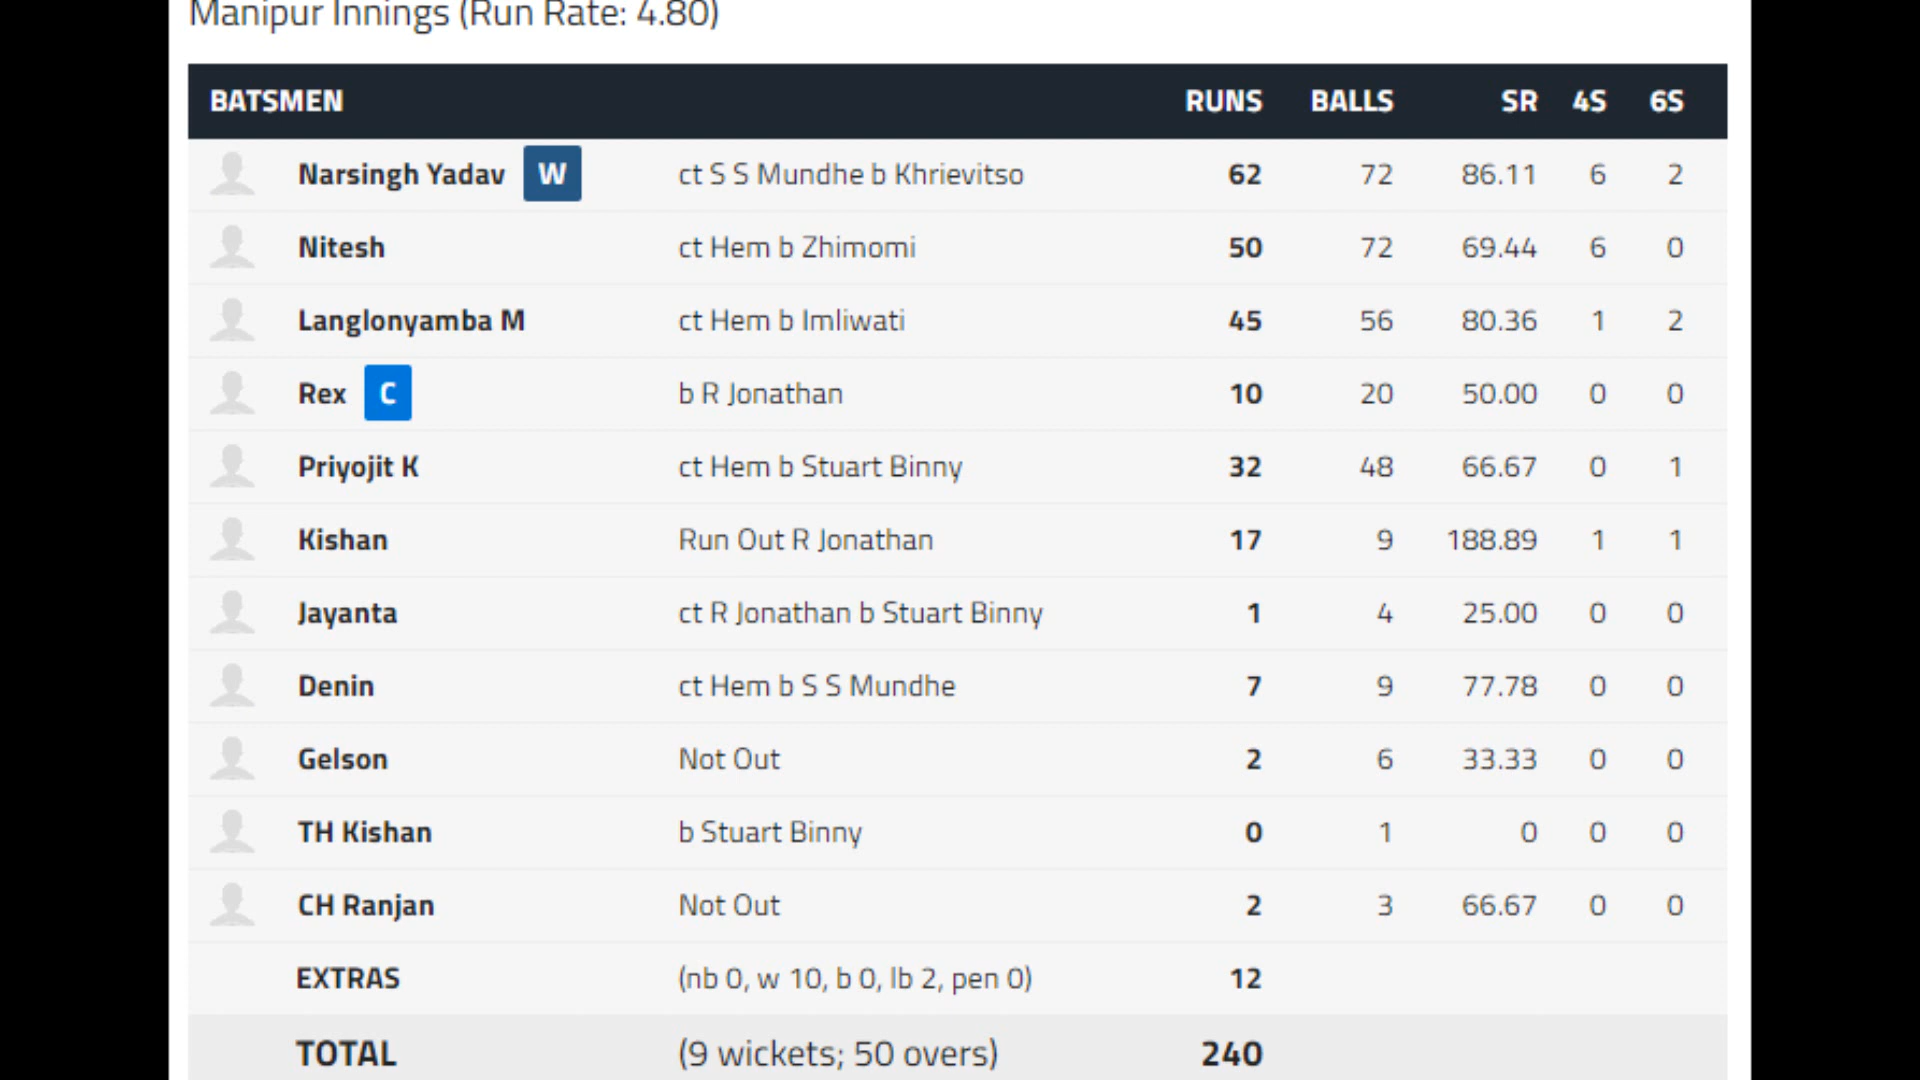 Manipur Innings (Run Rate: 4.80)
BATSMEN RUNS BALLS SR 4S 6S
Narsingh Yadav W ct S S Mundhe b Khrievitso 62 72 86.11 6 2
Nitesh ct Hem b Zhimomi 50 72 69.44 6 0
Langlonyamba M ct Hem b Imliwati 45 56 80.36 1 2
Rex C b R Jonathan 10 20 50.00 0 0
Priyojit K ct Hem b Stuart Binny 32 48 66.67 0 1
Kishan Run Out R Jonathan 17 9 188.89 1 1
Jayanta ct R Jonathan b Stuart Binny 1 4 25.00 0 0
Denin ct Hem b S S Mundhe 7 9 77.78 0 0
Gelson Not Out 2 6 33.33 0 0
TH Kishan b Stuart Binny 0 1 0 0 0
CH Ranjan Not Out 2 3 66.67 0 0
EXTRAS (nb 0, w 10, b 0, lb 2, pen 0) 12
TOTAL (9 wickets; 50 overs) 240